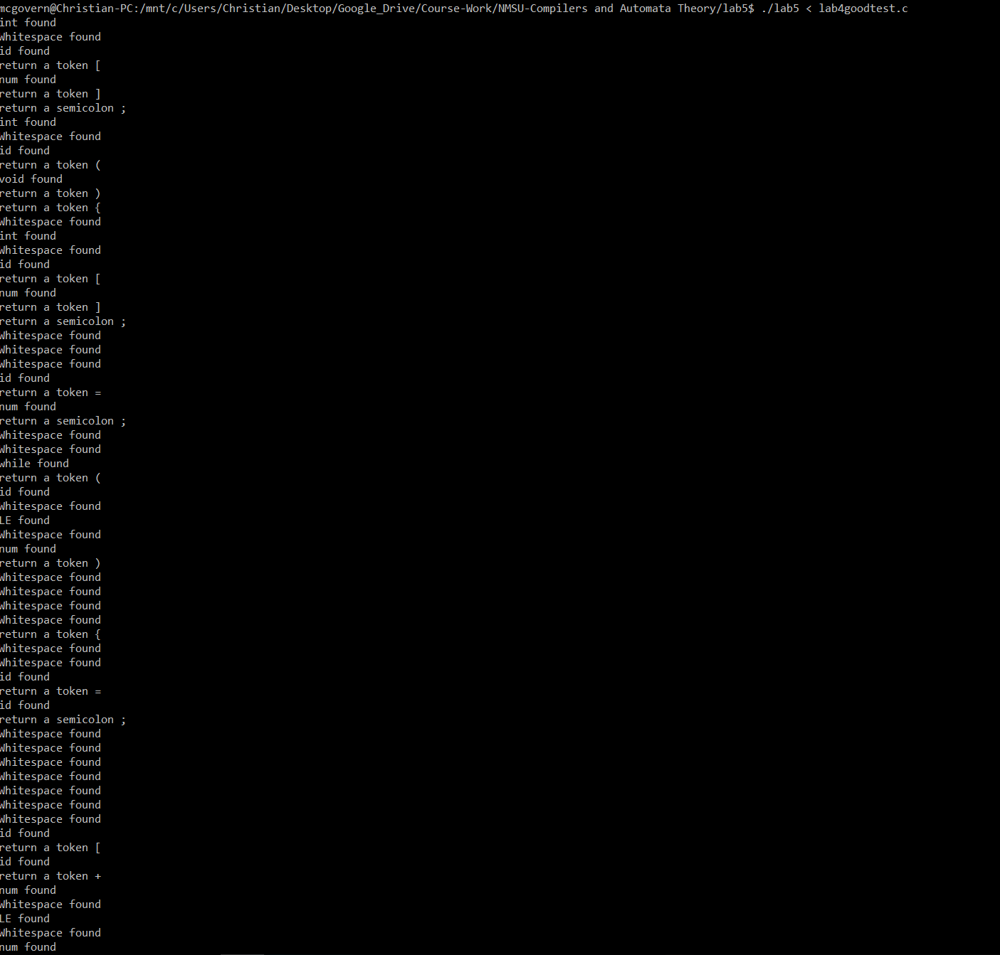 mcgovern@Christian-PC:/mnt/c/Users/Christian/Desktop/Google_Drive/Course-Work/NMSU-Compilers and Automata Theory/lab5$ ./lab5 < lab4goodtest.c
int found
Whitespace found
id found
return a token [
num found
return a token ]
return a semicolon ;
int found
Whitespace found
id found
return a token (
void found
return a token )
return a token {
Whitespace found
int found
Whitespace found
id found
return a token [
num found
return a token ]
return a semicolon ;
Whitespace found
Whitespace found
Whitespace found
id found
return a token =
num found
return a semicolon ;
Whitespace found
Whitespace found
while found
return a token (
id found
Whitespace found
LE found
Whitespace found
num found
return a token )
Whitespace found
Whitespace found
Whitespace found
Whitespace found
return a token {
Whitespace found
Whitespace found
id found
return a token =
id found
return a semicolon ;
Whitespace found
Whitespace found
Whitespace found
Whitespace found
Whitespace found
Whitespace found
Whitespace found
id found
return a token [
id found
return a token +
num found
Whitespace found
LE found
Whitespace found
num found